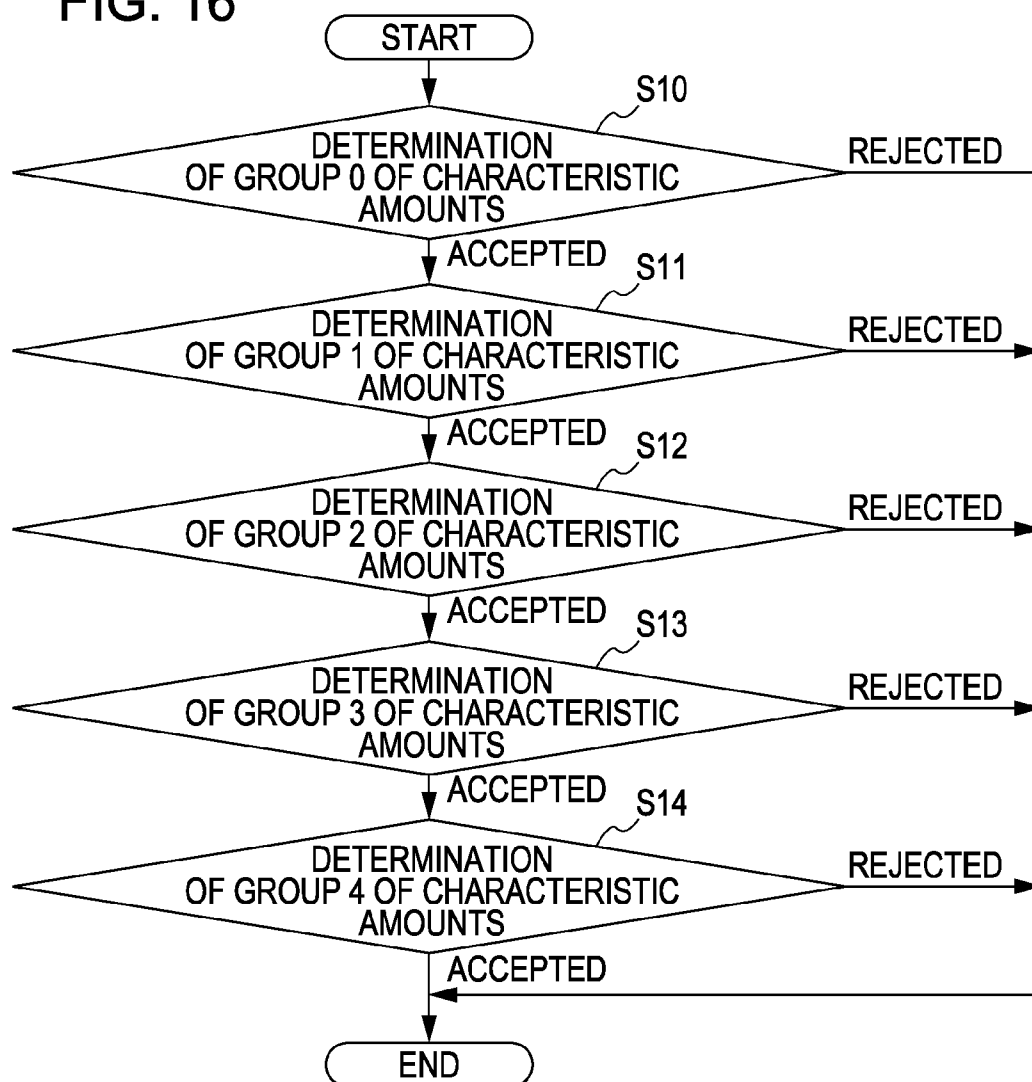 FIG. 16
START
S10
DETERMINATION
OF GROUP 0 OF CHARACTERISTIC
AMOUNTS
REJECTED
ACCEPTED
S11
DETERMINATION
OF GROUP 1 OF CHARACTERISTIC
AMOUNTS
REJECTED
ACCEPTED
S12
DETERMINATION
OF GROUP 2 OF CHARACTERISTIC
AMOUNTS
REJECTED
ACCEPTED
S13
DETERMINATION
OF GROUP 3 OF CHARACTERISTIC
AMOUNTS
REJECTED
ACCEPTED
S14
DETERMINATION
OF GROUP 4 OF CHARACTERISTIC
AMOUNTS
REJECTED
ACCEPTED
END